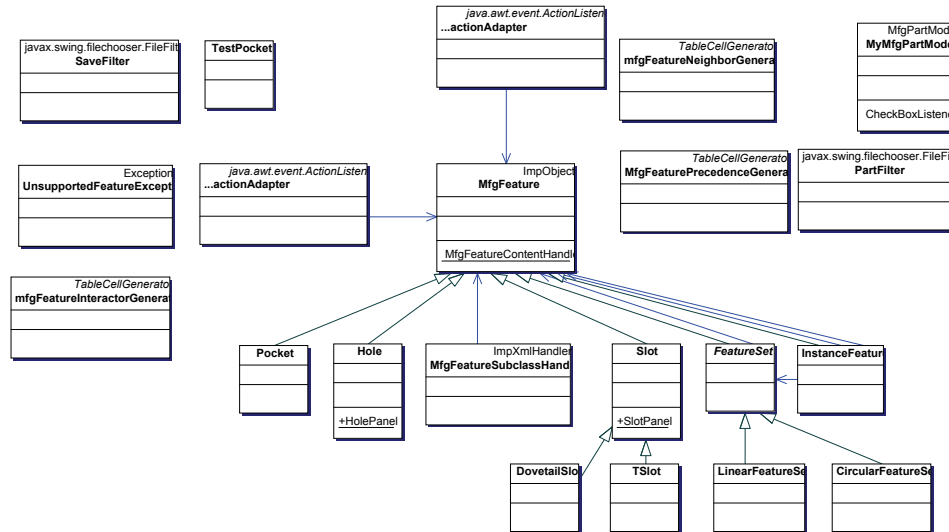 java.awt.event.ActionListen
...actionAdapter
javax.swing.filechooser.FileFilt
SaveFilter
TestPocket
TableCellGenerato
mfgFeatureNeighborGenera
MfgPartMode
MyMfgPartMode
CheckBoxListene
Exception
UnsupportedFeatureExcept
java.awt.event.ActionListen
...actionAdapter
ImpObject
MfgFeature
MfgFeatureContentHandle
TableCellGenerato
MfgFeaturePrecedenceGenera
javax.swing.filechooser.FileFil
PartFilter
TableCellGenerato
mfgFeatureInteractorGenerat
Pocket
Hole
+HolePanel
ImpXmlHandler
MfgFeatureSubclassHand
Slot
+SlotPanel
FeatureSet
InstanceFeatur
DovetailSlo
TSlot
LinearFeatureSe
CircularFeatureSe